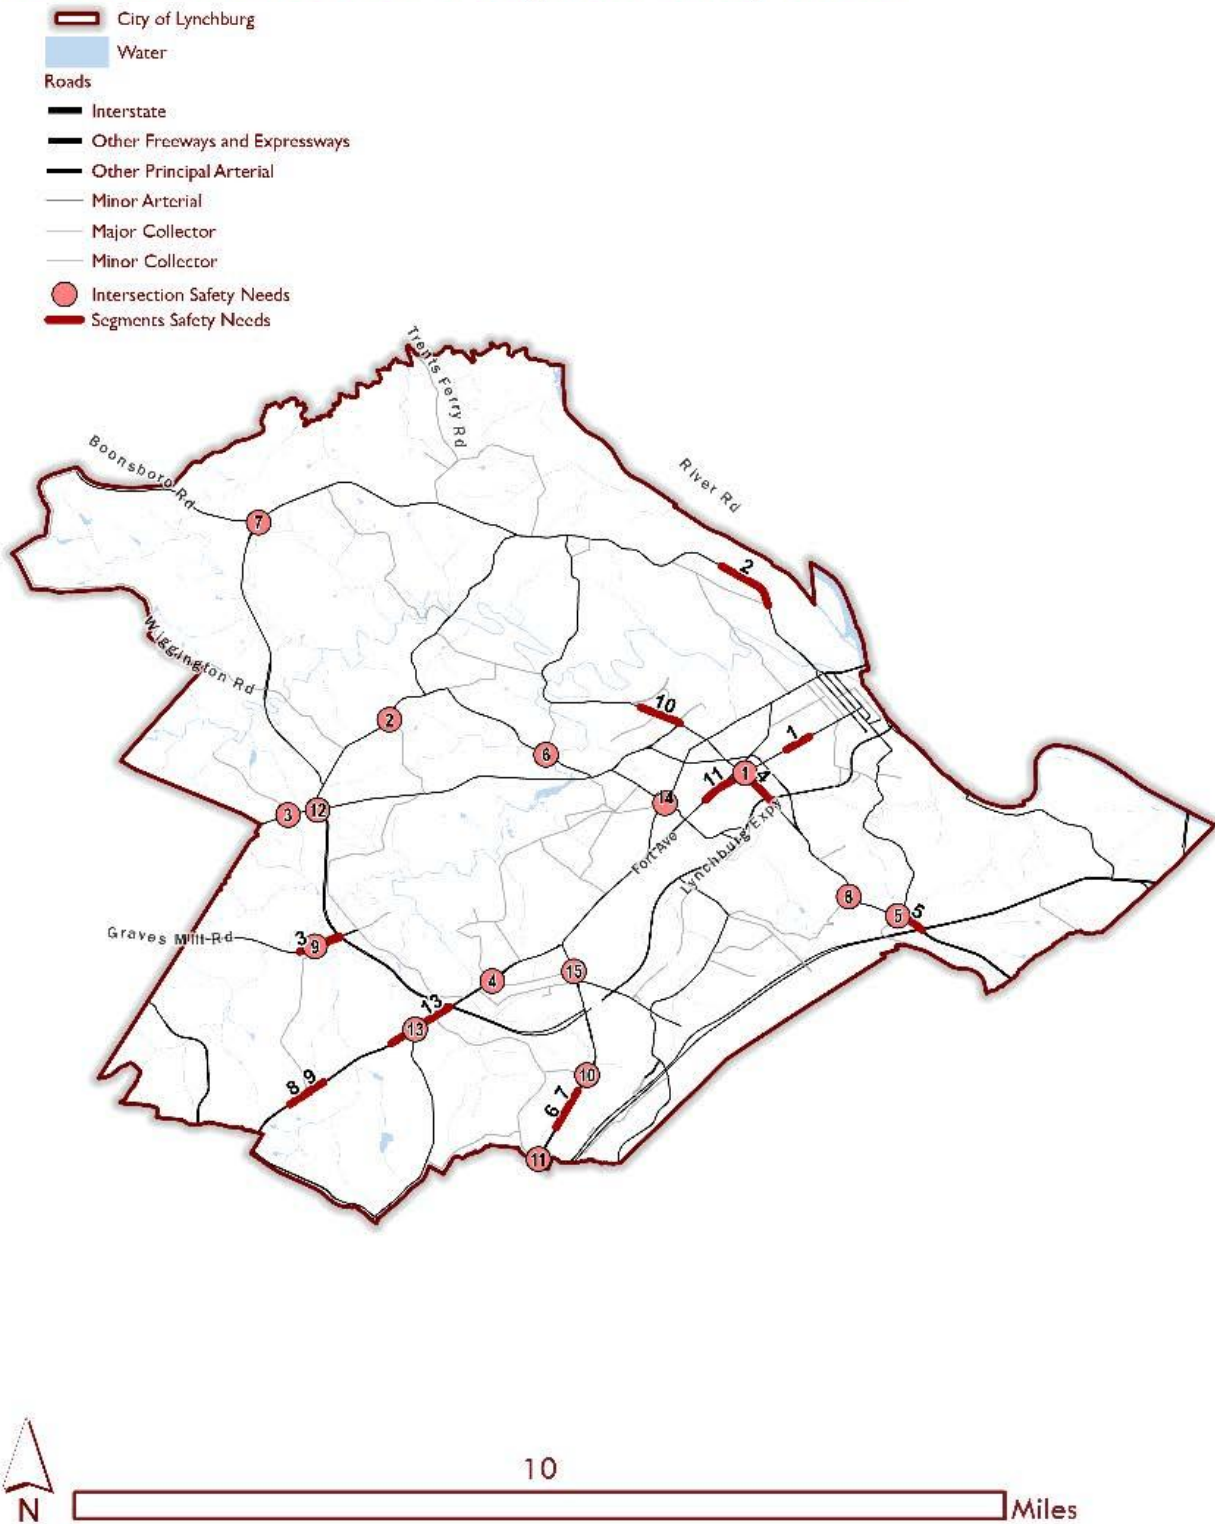 City of Lynchburg
Water
Roads
Interstate
Other Freeways and Expressways
Other Principal Arterial
Minor Arterial
Major Collector
Minor Collector
Intersection Safety Needs
Segments Safety Needs
Trents Ferry Rd
Boonsboro Rd
River Rd
7
2
Wiggington Rd
10
2
1
6
11
1
4
14
3
12
Fort Ave
Lynchburg Expy
8
5
5
Graves Mill Rd
3
9
15
4
13
13
10
8 9
6 7
11
10
N
Miles